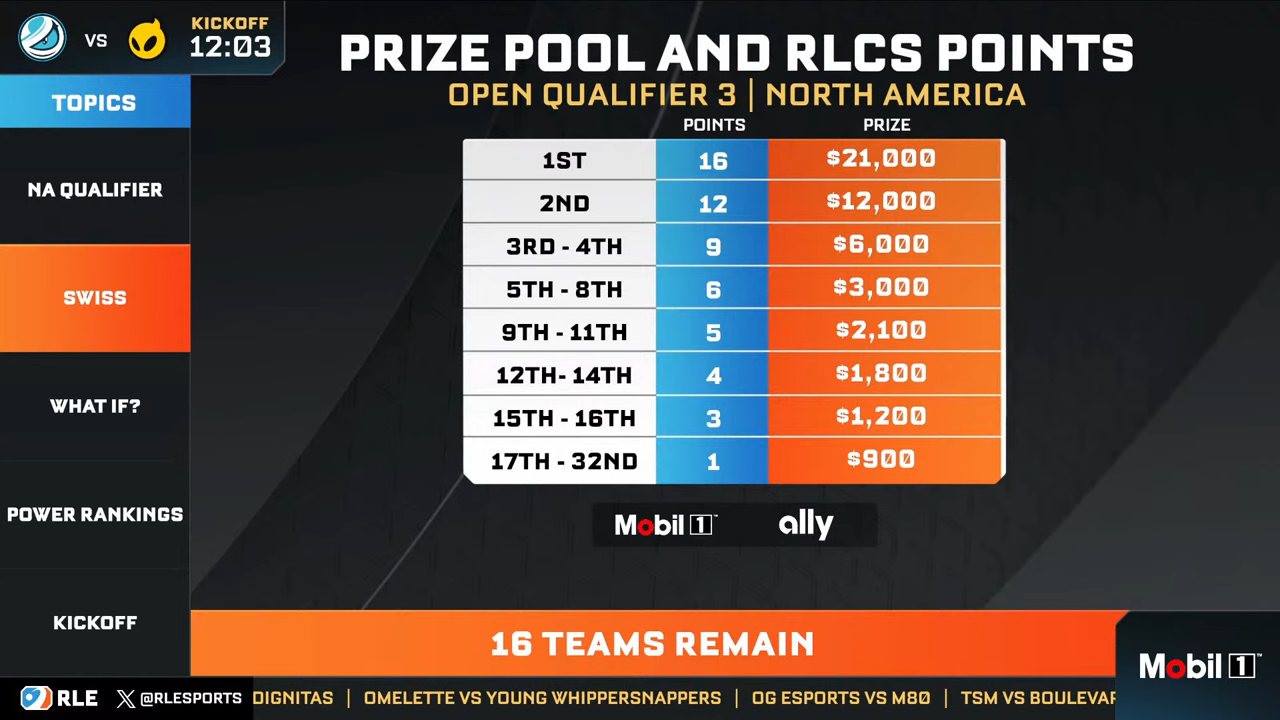 VS
KICKOFF
12:03
PRIZE POOL AND RLCS POINTS
OPEN QUALIFIER 3 | NORTH AMERICA
TOPICS
NA QUALIFIER
SWISS
WHAT IF?
POWER RANKINGS
KICKOFF
POINTS PRIZE
1ST 16 $21,000
2ND 12 $12,000
3RD - 4TH 9 $6,000
5TH - 8TH 6 $3,000
9TH - 11TH 5 $2,100
12TH- 14TH 4 $1,800
15TH - 16TH 3 $1,200
17TH - 32ND 1 $900
Mobil 1™ ally
16 TEAMS REMAIN
Mobil 1™
RLE X @RLESPORTS DIGNITAS | OMELETTE VS YOUNG WHIPPERSNAPPERS | OG ESPORTS VS M80 | TSM VS BOULEVAR